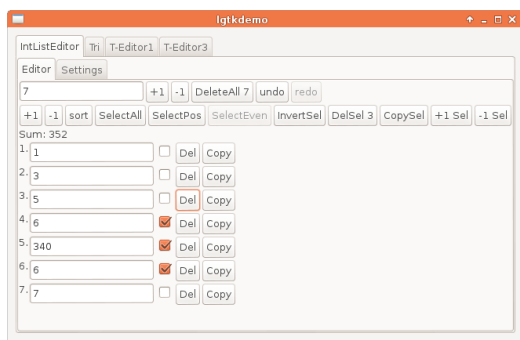 lgtkdemo
IntListEditor Tri T-Editor1 T-Editor3
Editor Settings
7 +1 -1 DeleteAll 7 undo redo
+1 -1 sort SelectAll SelectPos SelectEven InvertSel DelSel 3 CopySel +1 Sel -1 Sel
Sum: 352
1. 1 Del Copy
2. 3 Del Copy
3. 5 Del Copy
4. 6 Del Copy
5. 340 Del Copy
6. 6 Del Copy
7. 7 Del Copy